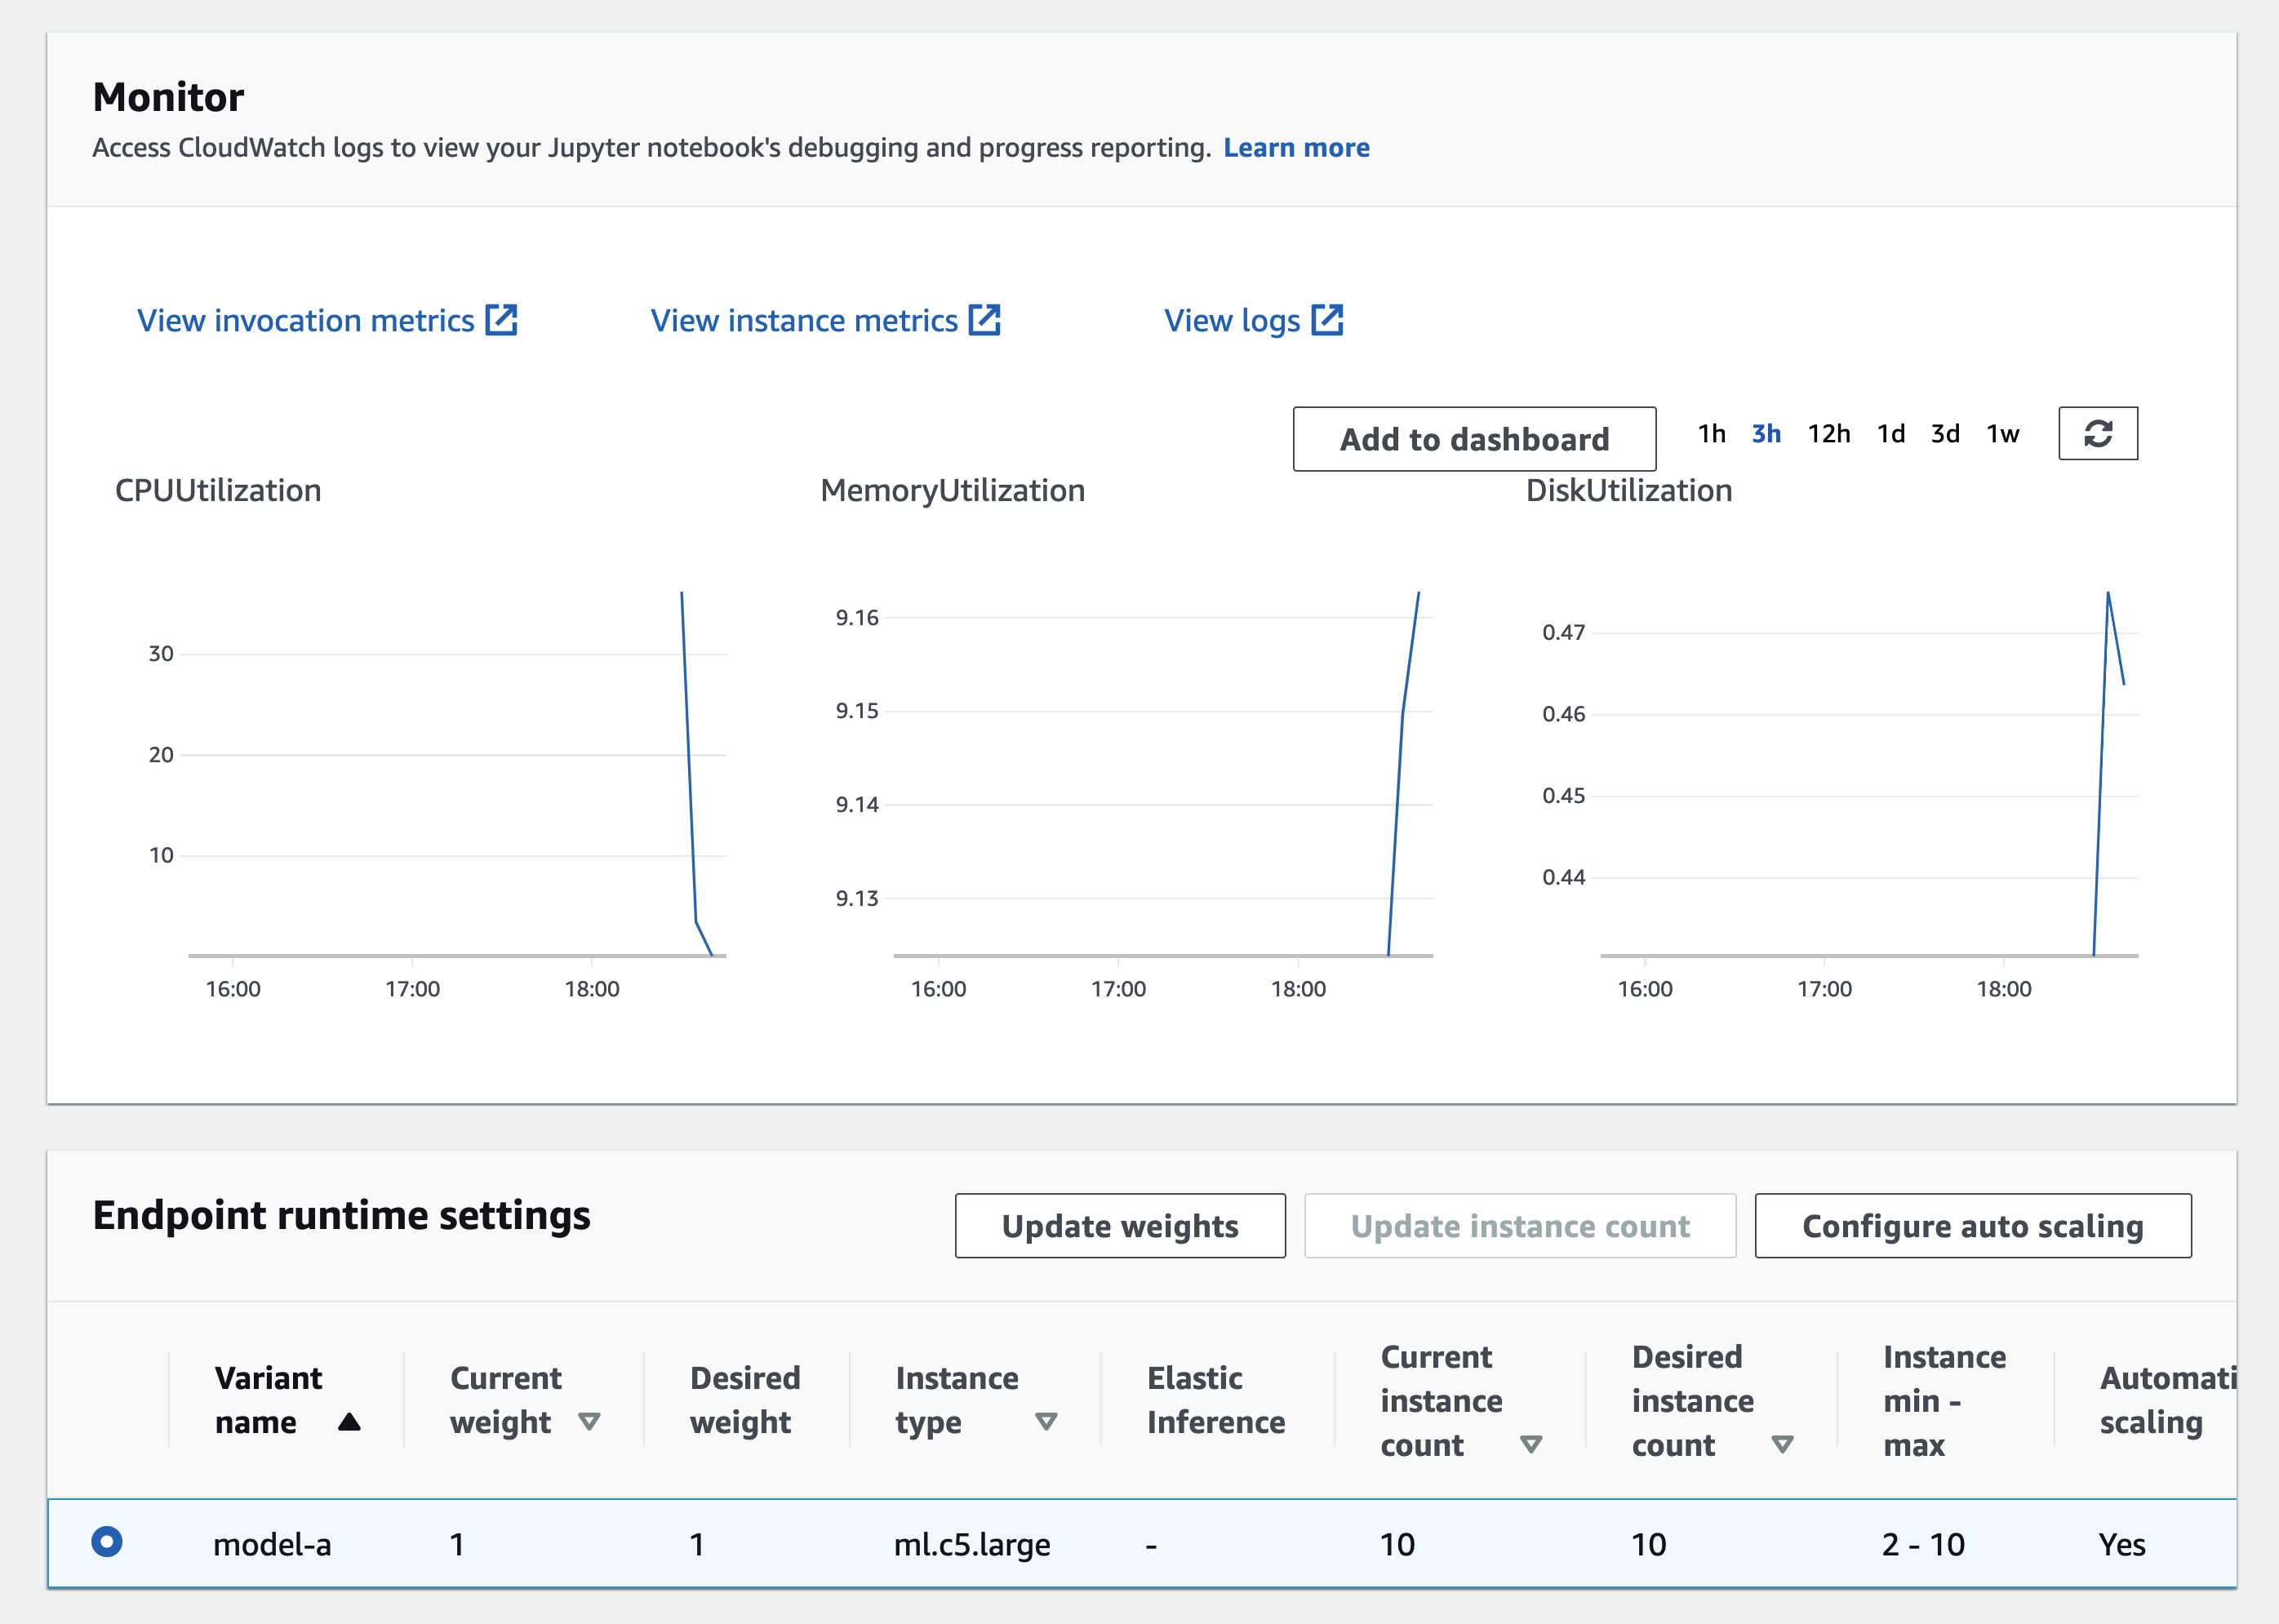 Monitor
Access CloudWatch logs to view your Jupyter notebook's debugging and progress reporting. Learn more
View invocation metrics
View instance metrics
View logs
Add to dashboard
1h 3h 12h 1d 3d 1w
CPUUtilization
30
20
10
16:00 17:00 18:00
MemoryUtilization
9.16
9.15
9.14
9.13
16:00 17:00 18:00
DiskUtilization
0.47
0.46
0.45
0.44
16:00 17:00 18:00
Endpoint runtime settings
Update weights
Update instance count
Configure auto scaling
Variant
name
Current
weight
Desired
weight
Instance
type
Elastic
Inference
Current
instance
count
Desired
instance
count
Instance
min -
max
Automati
scaling
model-a 1 1 ml.c5.large - 10 10 2 - 10 Yes